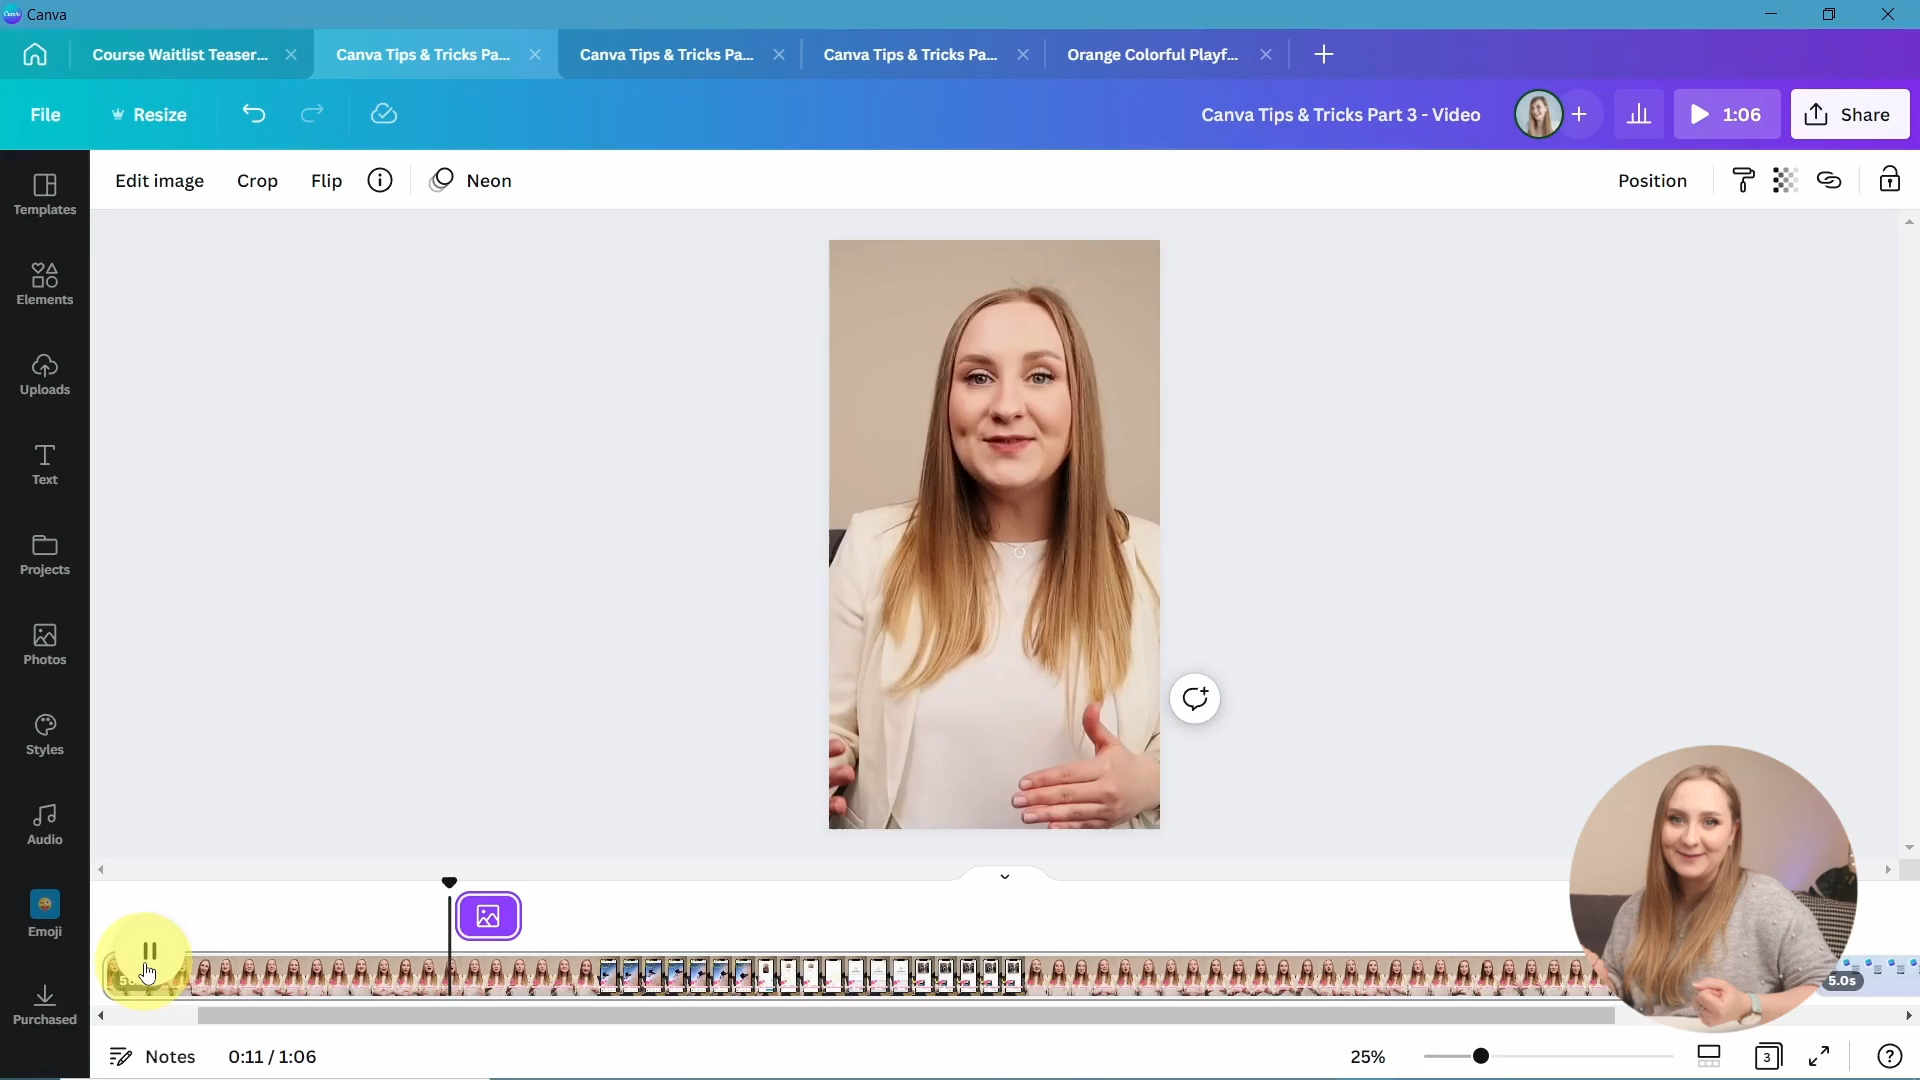 Canva
Course Waitlist Teaser...
Canva Tips & Tricks Pa...
Canva Tips & Tricks Pa...
Canva Tips & Tricks Pa...
Orange Colorful Playf...
File
Resize
Canva Tips & Tricks Part 3 - Video
1:06
Share
Templates
Edit image
Crop
Flip
Neon
Position
Elements
Uploads
Text
Projects
Photos
Styles
Audio
Emoji
5.0s
Purchased
Notes
0:11 / 1:06
25%
3